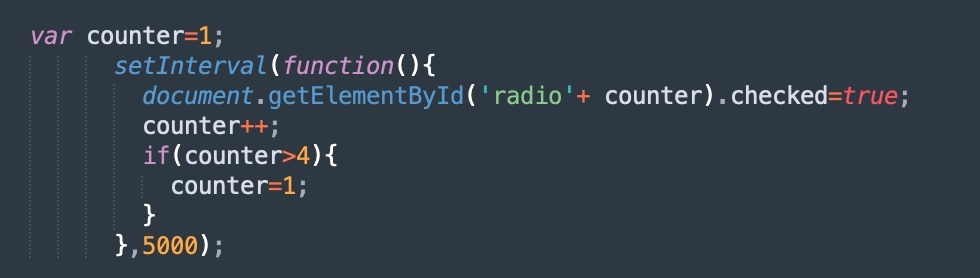 var counter=1;
setInterval(function(){
document.getElementById('radio'+ counter).checked=true;
counter++;
if(counter>4){
counter=1;
}
},5000);